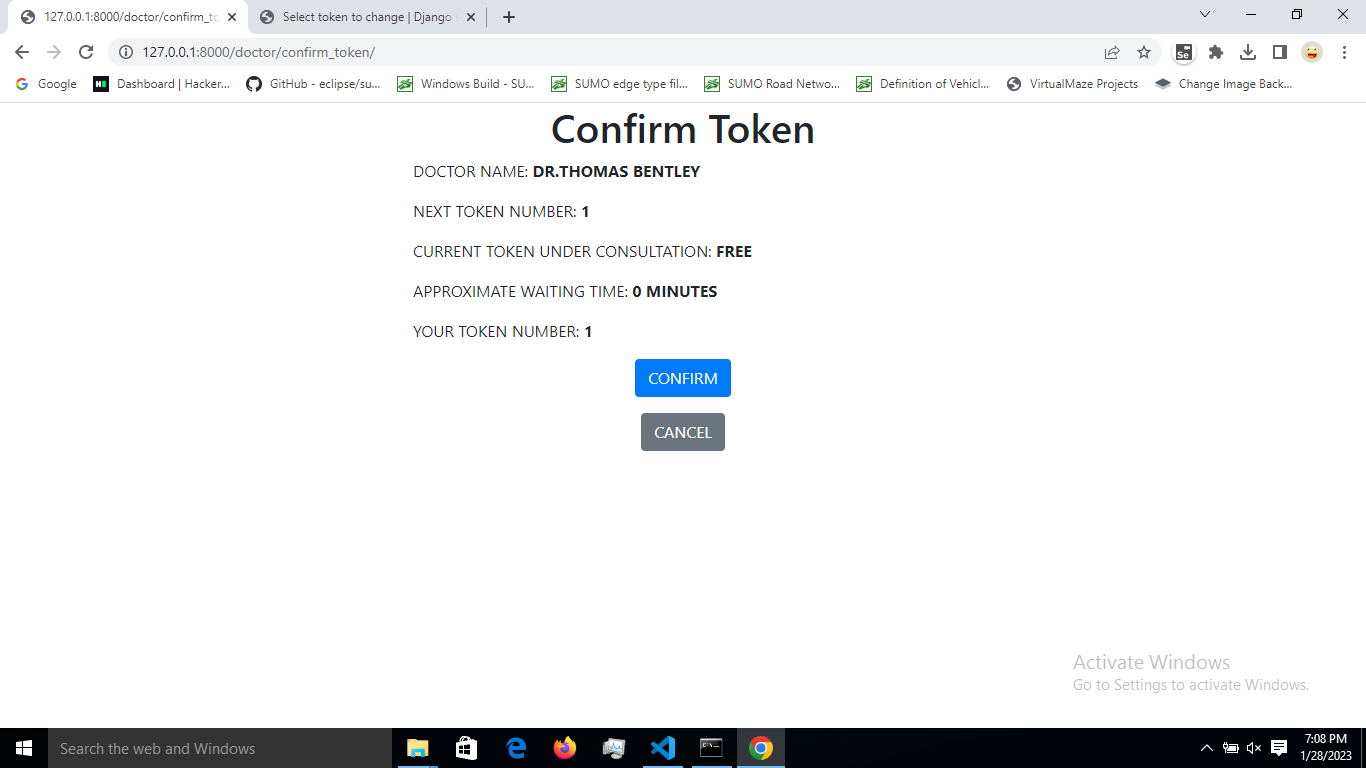 127.0.0.1:8000/doctor/confirm_to
Select token to change | Django s
127.0.0.1:8000/doctor/confirm_token/
Se
Google
Dashboard | Hacker...
GitHub - eclipse/su...
Windows Build - SU...
SUMO edge type fil...
SUMO Road Netwo...
Definition of Vehicl...
VirtualMaze Projects
Change Image Back...
Confirm Token
DOCTOR NAME: DR.THOMAS BENTLEY
NEXT TOKEN NUMBER: 1
CURRENT TOKEN UNDER CONSULTATION: FREE
APPROXIMATE WAITING TIME: 0 MINUTES
YOUR TOKEN NUMBER: 1
CONFIRM
CANCEL
Activate Windows
Go to Settings to activate Windows.
Search the web and Windows
7:08 PM
1/28/2023